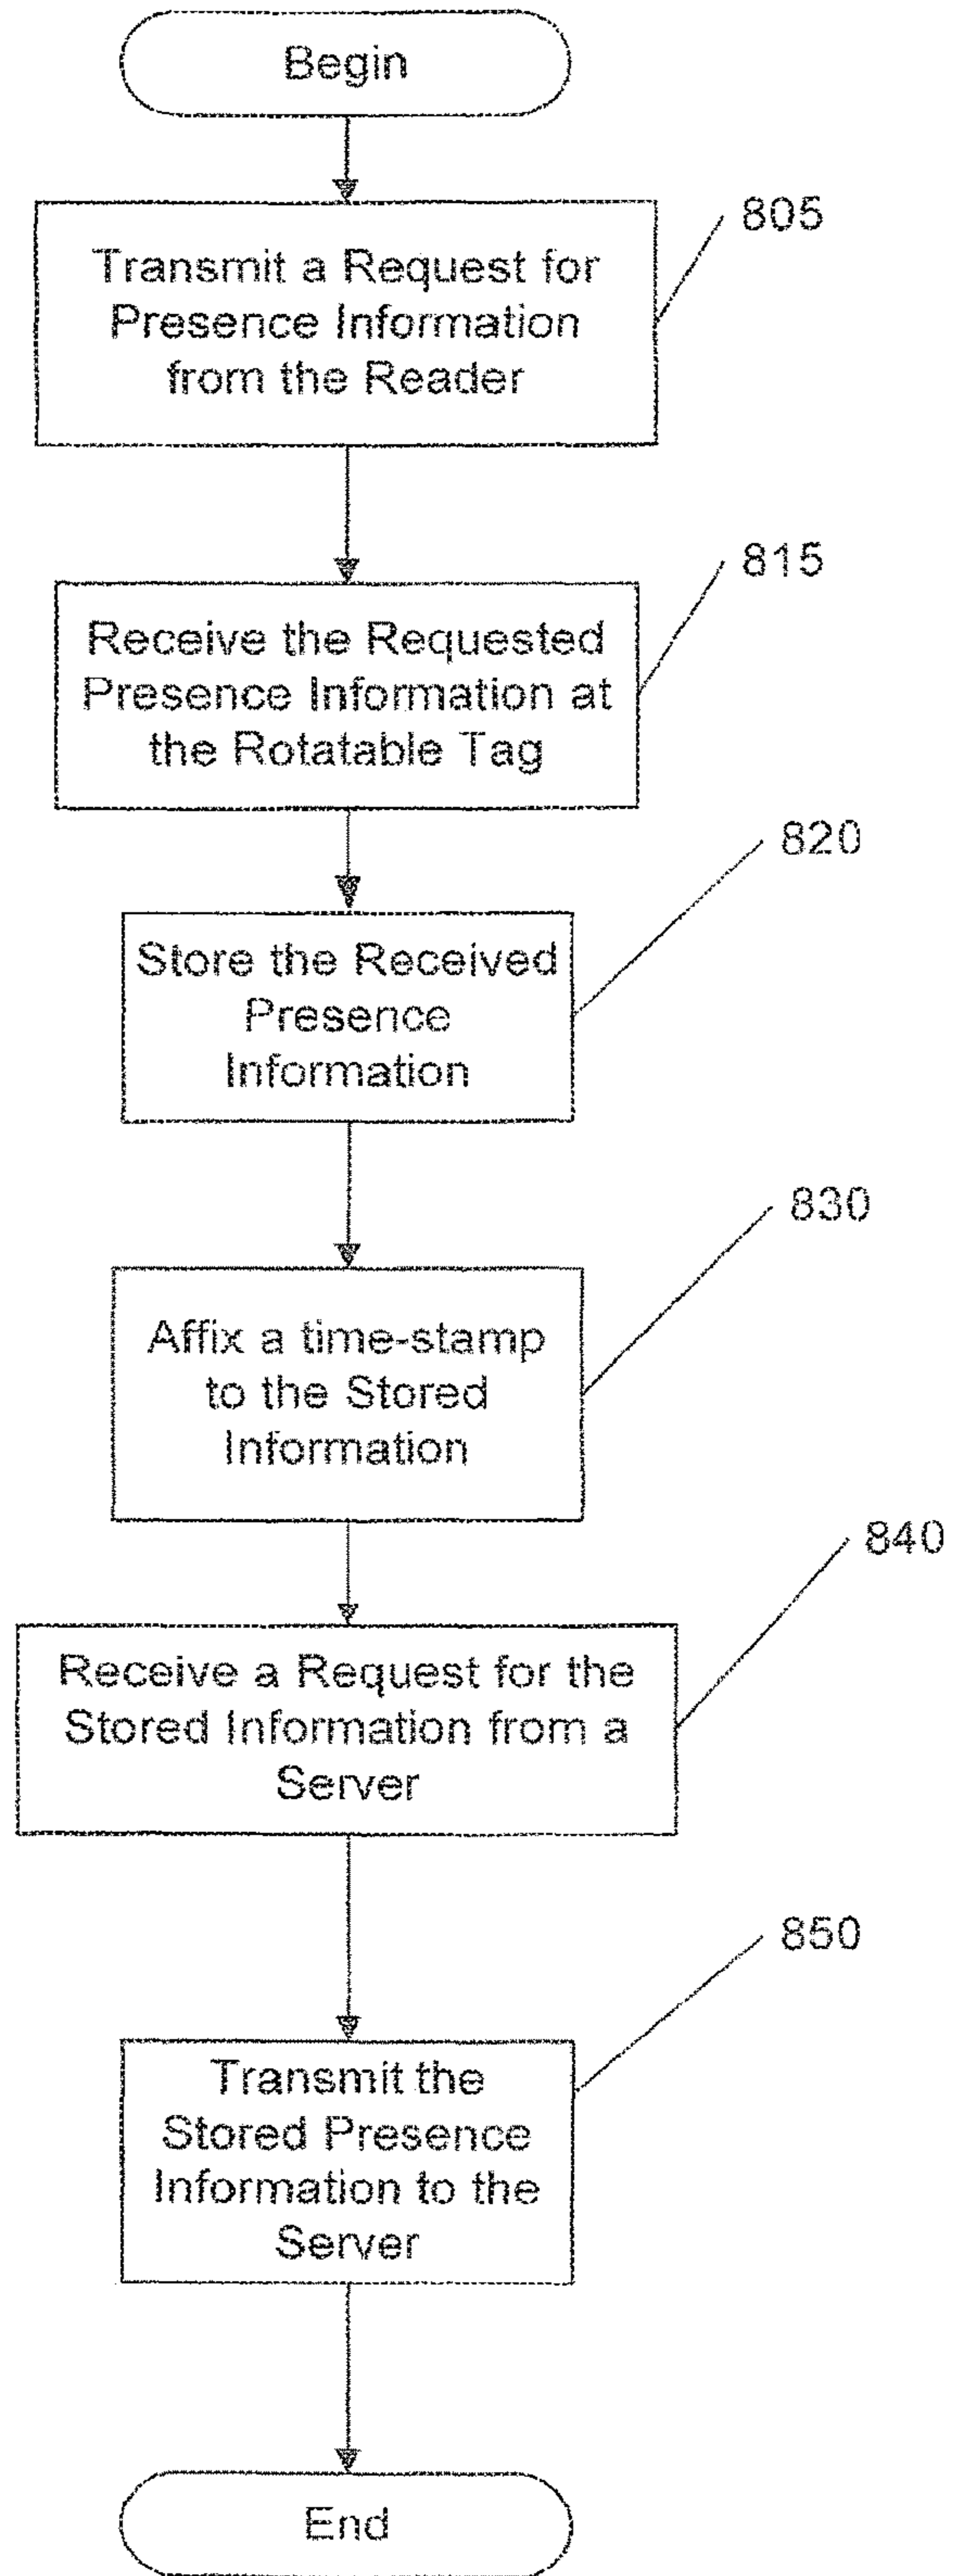 Begin
805
Transmit a Request for
Presence Information
from the Reader
815
Receive the Requested
Presence Information at
the Rotatable Tag
820
Store the Received
Presence
Information
830
Affix a time-stamp
to the Stored
Information
840
Receive a Request for the
Stored Information from a
Server
850
Transmit the
Stored Presence
Information to the
Server
End